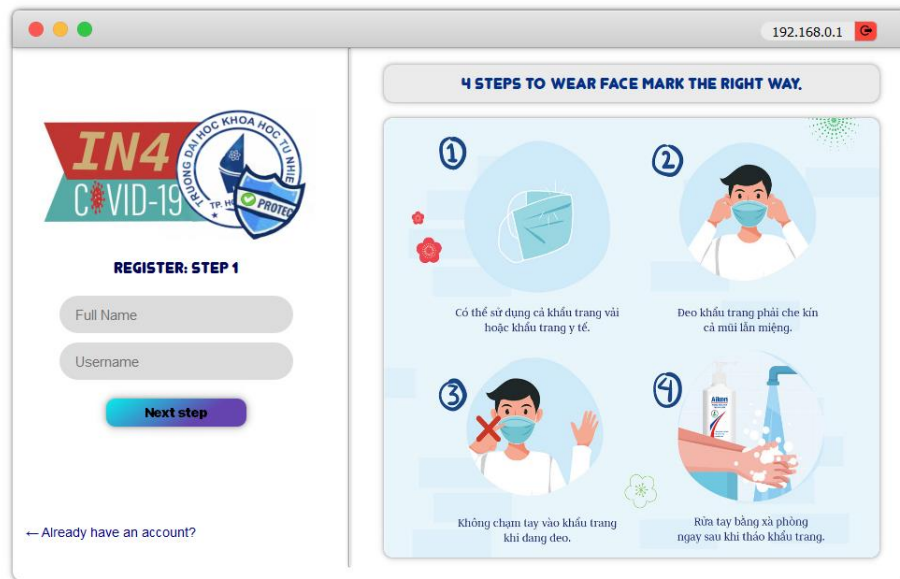 192.168.0.1
IN4
COVID-19
TRƯỜNG ĐẠI HỌC KHOA HỌC TỰ NHIÊ
TP. H
PROTEC
REGISTER: STEP 1
Full Name
Username
Next step
← Already have an account?
4 STEPS TO WEAR FACE MARK THE RIGHT WAY.
1
Có thể sử dụng cả khẩu trang vải
hoặc khẩu trang y tế.
2
Đeo khẩu trang phải che kín
cả mũi lẫn miệng.
3
Không chạm tay vào khẩu trang
khi đang đeo.
4
Aiken
Rửa tay bằng xà phòng
ngay sau khi tháo khẩu trang.